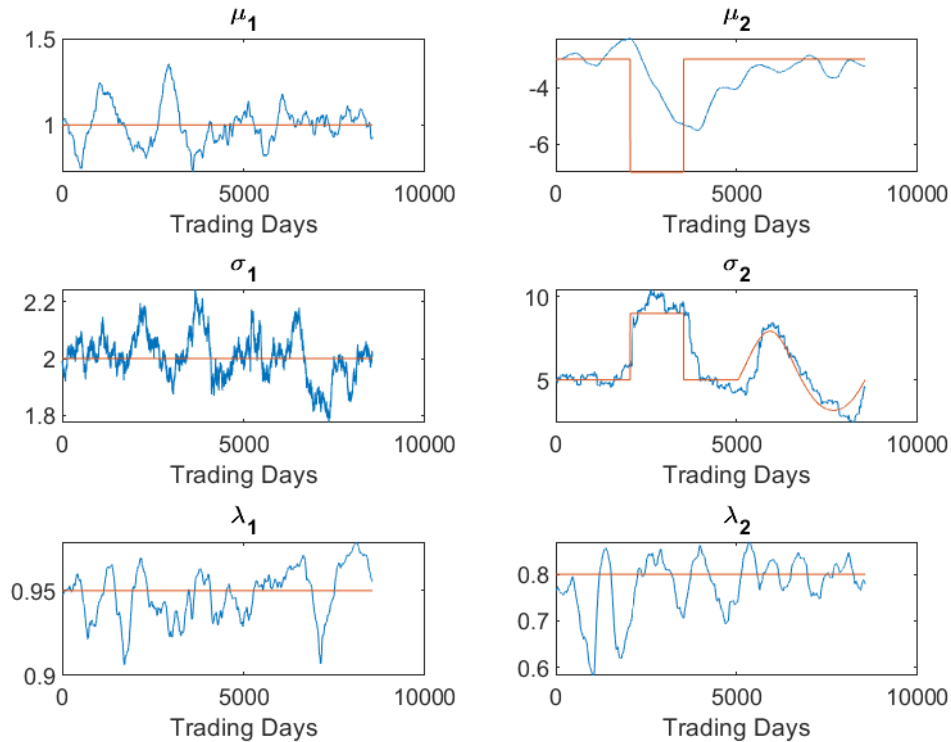 μ1 μ2
1.5
1
-4
-6
0 5000 10000 0 5000 10000
Trading Days Trading Days
σ1 σ2
2.2
2
1.8
10
5
0 5000 10000 0 5000 10000
Trading Days Trading Days
λ1 λ2
0.95
0.9
0.8
0.7
0.6
0 5000 10000 0 5000 10000
Trading Days Trading Days